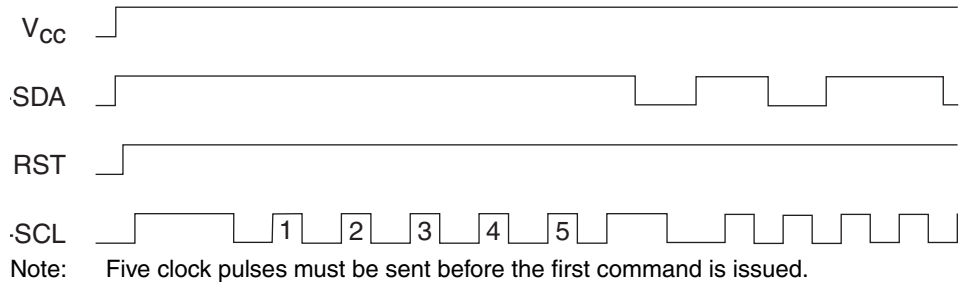 VCC
SDA
RST
SCL
1 2 3 4 5
Note: Five clock pulses must be sent before the first command is issued.